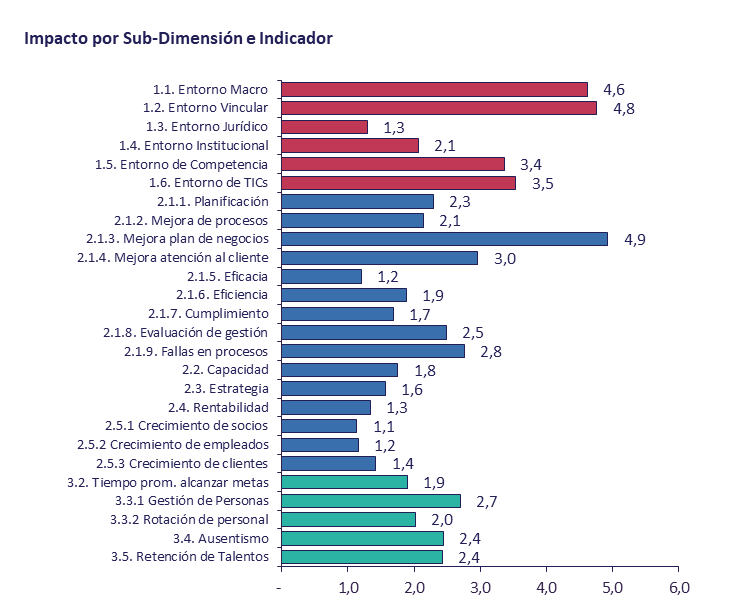 Impacto por Sub-Dimensión e Indicador
1.1. Entorno Macro 4,6
1.2. Entorno Vincular 4,8
1.3. Entorno Jurídico 1,3
1.4. Entorno Institucional 2,1
1.5. Entorno de Competencia 3,4
1.6. Entorno de TICs 3,5
2.1.1. Planificación 2,3
2.1.2. Mejora de procesos 2,1
2.1.3. Mejora plan de negocios 4,9
2.1.4. Mejora atención al cliente 3,0
2.1.5. Eficacia 1,2
2.1.6. Eficiencia 1,9
2.1.7. Cumplimiento 1,7
2.1.8. Evaluación de gestión 2,5
2.1.9. Fallas en procesos 2,8
2.2. Capacidad 1,8
2.3. Estrategia 1,6
2.4. Rentabilidad 1,3
2.5.1 Crecimiento de socios 1,1
2.5.2 Crecimiento de empleados 1,2
2.5.3 Crecimiento de clientes 1,4
3.2. Tiempo prom. alcanzar metas 1,9
3.3.1 Gestión de Personas 2,7
3.3.2 Rotación de personal 2,0
3.4. Ausentismo 2,4
3.5. Retención de Talentos 2,4
- 1,0 2,0 3,0 4,0 5,0 6,0